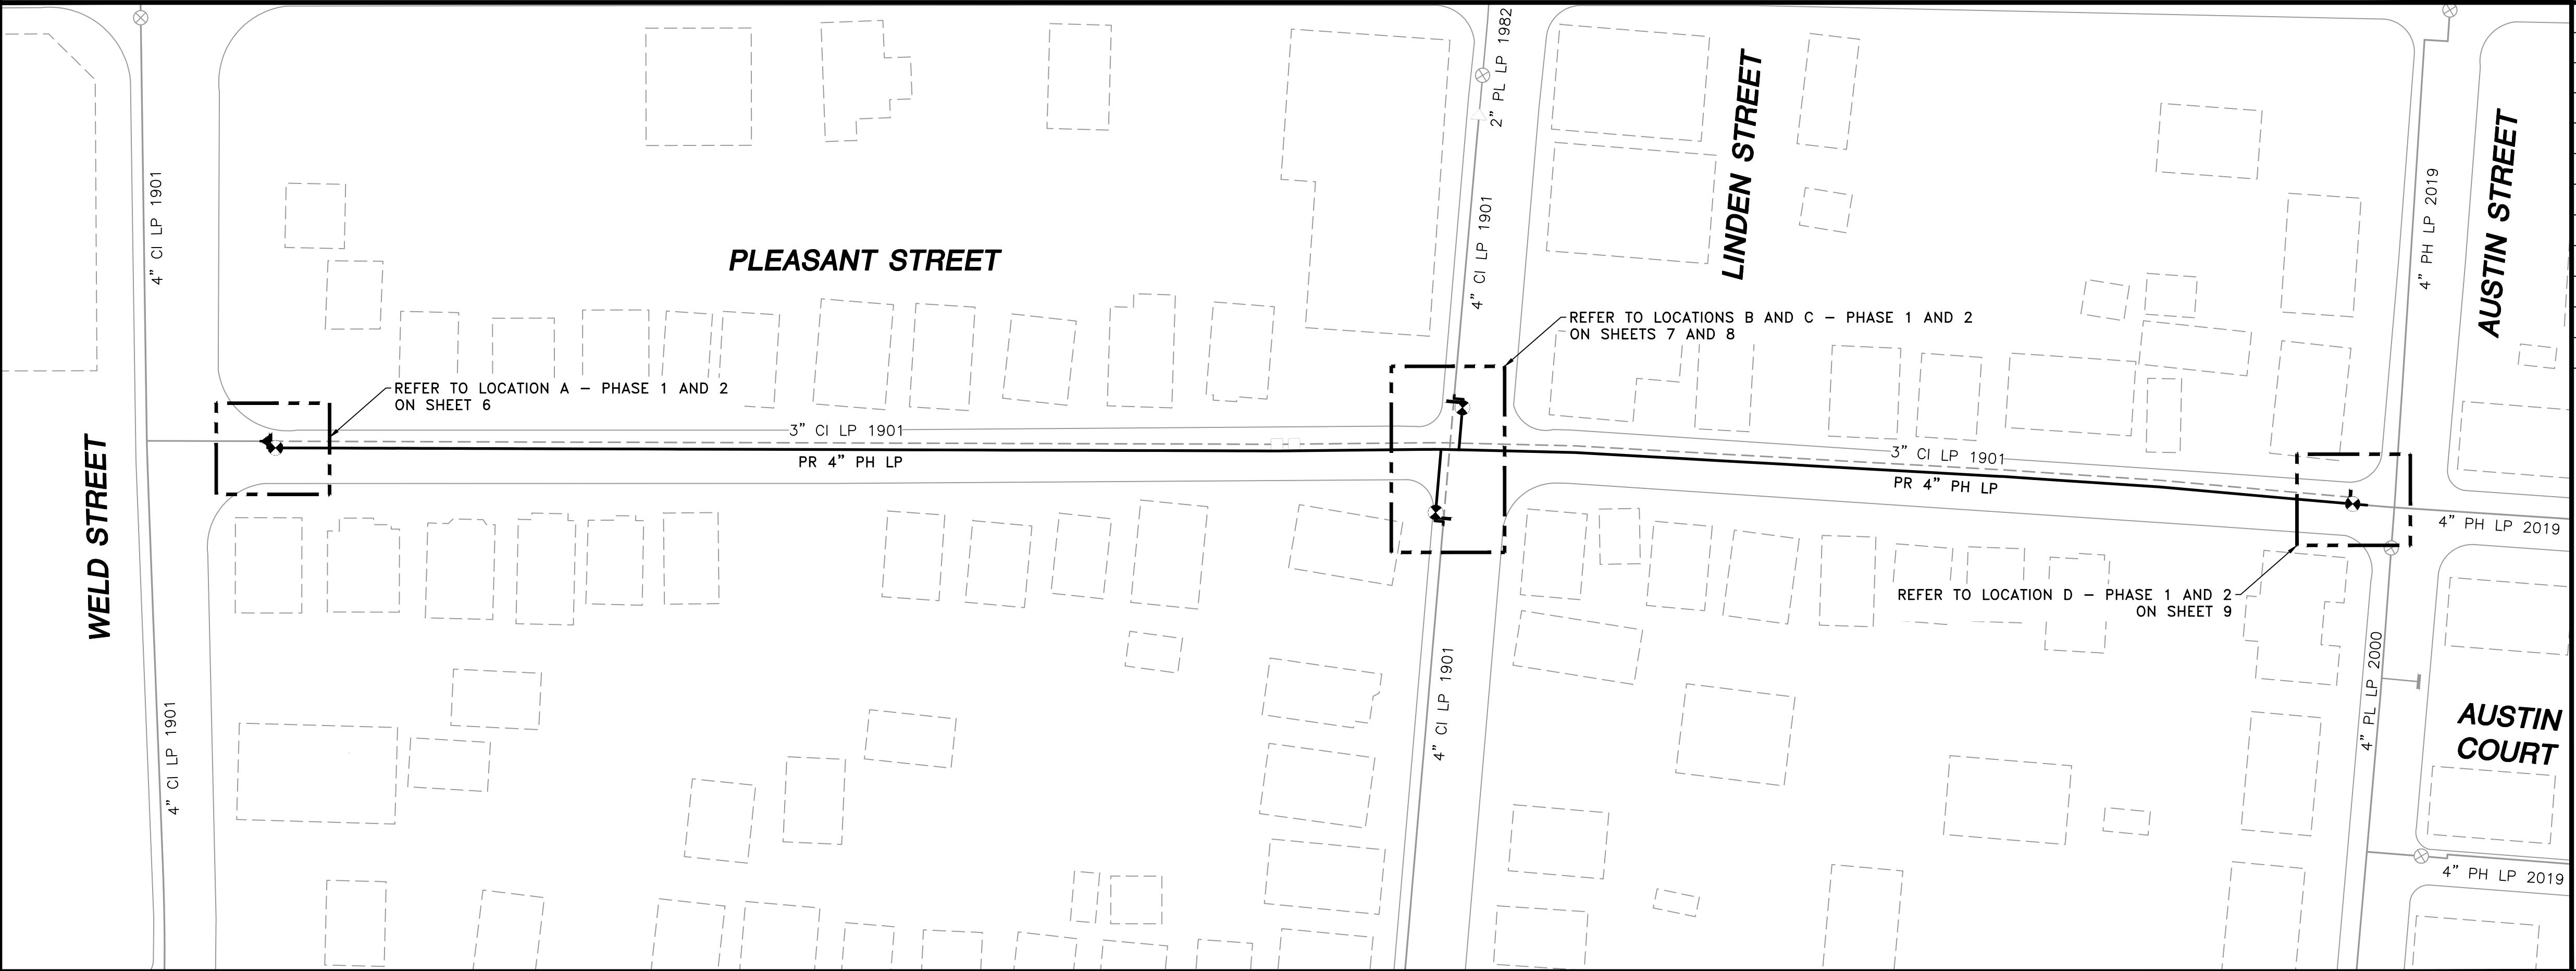 2” PL LP 1982
4” CI LP 1901
LINDEN STREET
AUSTIN STREET
4” PH LP 2019
4” CI LP 1901
PLEASANT STREET
REFER TO LOCATIONS B AND C – PHASE 1 AND 2
ON SHEETS 7 AND 8
REFER TO LOCATION A – PHASE 1 AND 2
ON SHEET 6
3” CI LP 1901
PR 4” PH LP
3” CI LP 1901
PR 4” PH LP
4” PH LP 2019
WELD STREET
REFER TO LOCATION D – PHASE 1 AND 2
ON SHEET 9
4” CI LP 1901
4” CI LP 1901
4” PL LP 2000
AUSTIN
COURT
4” PH LP 2019